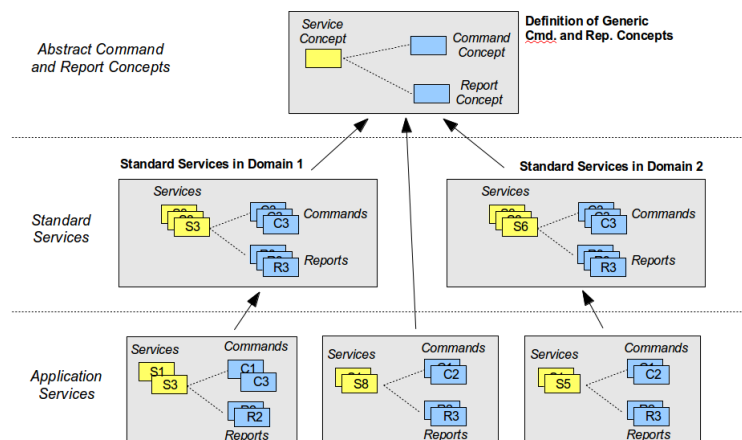 Definition of Generic
Cmd. and Rep. Concepts
Service
Concept
Command
Concept
Report
Concept
Abstract Command
and Report Concepts
Standard Services in Domain 1
Standard Services in Domain 2
Services
S3
C3
Commands
R3
Reports
Services
S6
C3
Commands
R3
Reports
Standard
Services
Services
Commands
S1
S3
C1
C3
R2
Reports
Services
Commands
S8
C1
C2
R3
Reports
Services
Commands
S5
C1
C2
R3
Reports
Application
Services